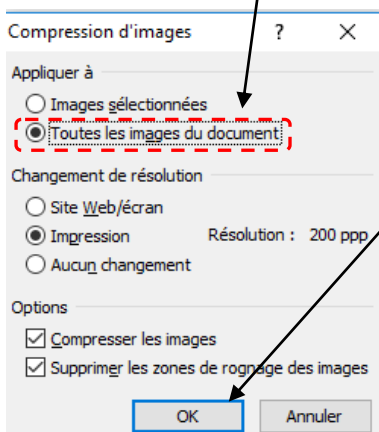 Compression d'images ? ×
Appliquer à
Images sélectionnées
Toutes les images du document
Changement de résolution
Site Web/écran
Impression Résolution : 200 ppp
Aucun changement
Options
Compresser les images
Supprimer les zones de rognage des images
OK Annuler